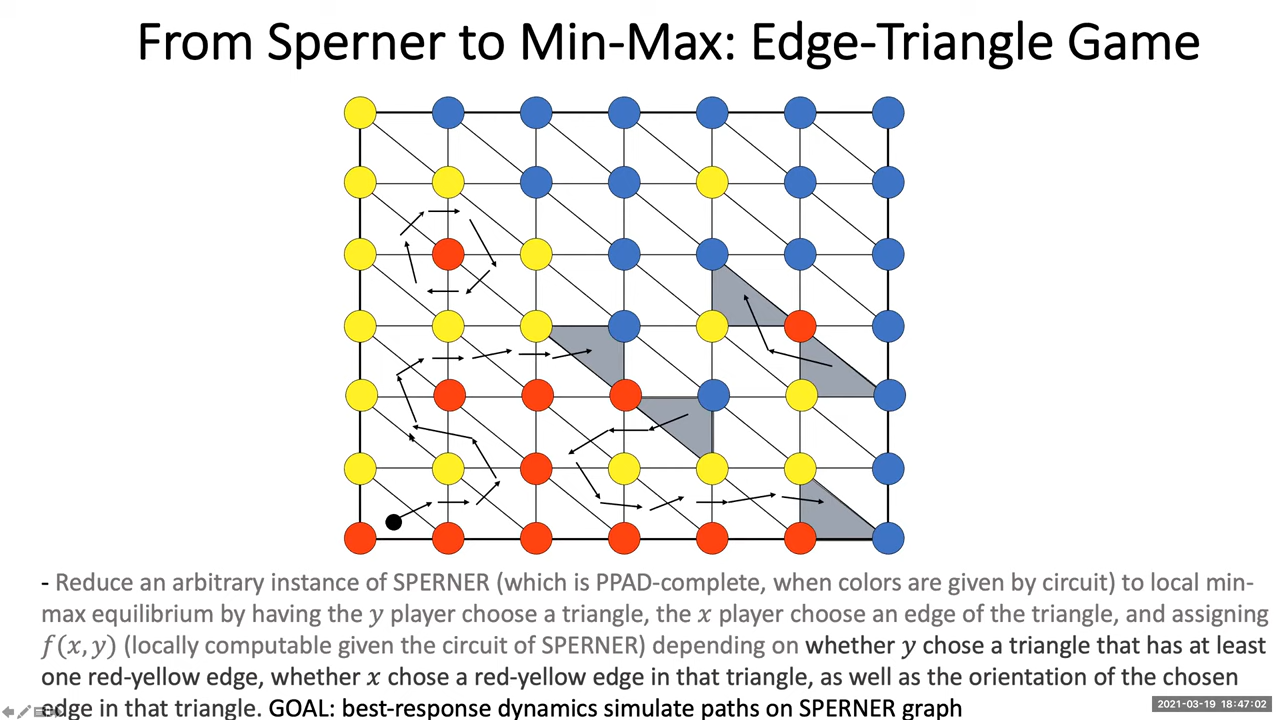 From Sperner to Min-Max: Edge-Triangle Game
- Reduce an arbitrary instance of SPERNER (which is PPAD-complete, when colors are given by circuit) to local min-
max equilibrium by having the y player choose a triangle, the x player choose an edge of the triangle, and assigning
f(x, y) (locally computable given the circuit of SPERNER) depending on whether y chose a triangle that has at least
one red-yellow edge, whether x chose a red-yellow edge in that triangle, as well as the orientation of the chosen
edge in that triangle. GOAL: best-response dynamics simulate paths on SPERNER graph
2021-03-19 18:47:02